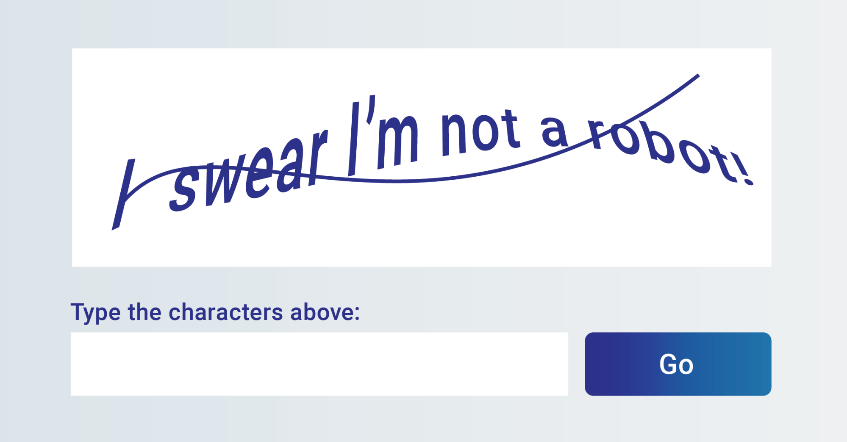 I swear I'm not a robot!
Type the characters above:
Go